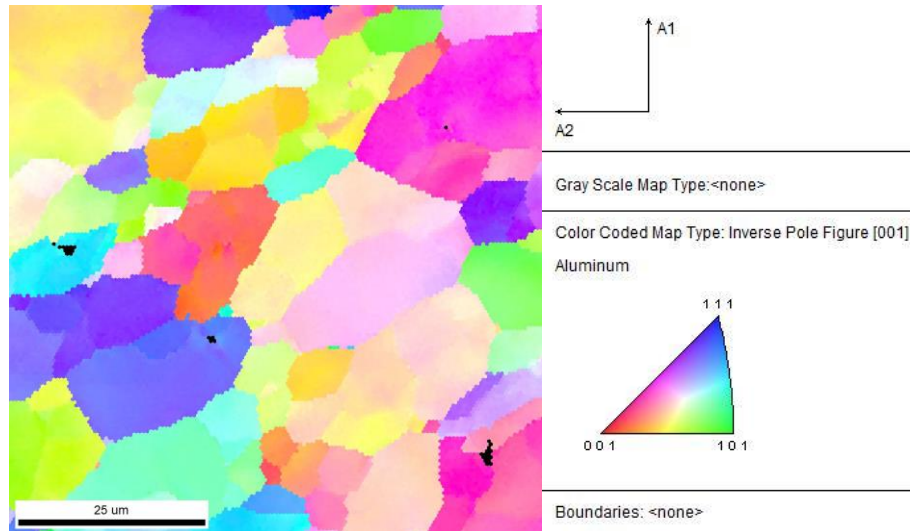 A1
A2
Gray Scale Map Type:<none>
Color Coded Map Type: Inverse Pole Figure [001]
Aluminum
1 1 1
0 0 1
1 0 1
25 um
Boundaries: <none>